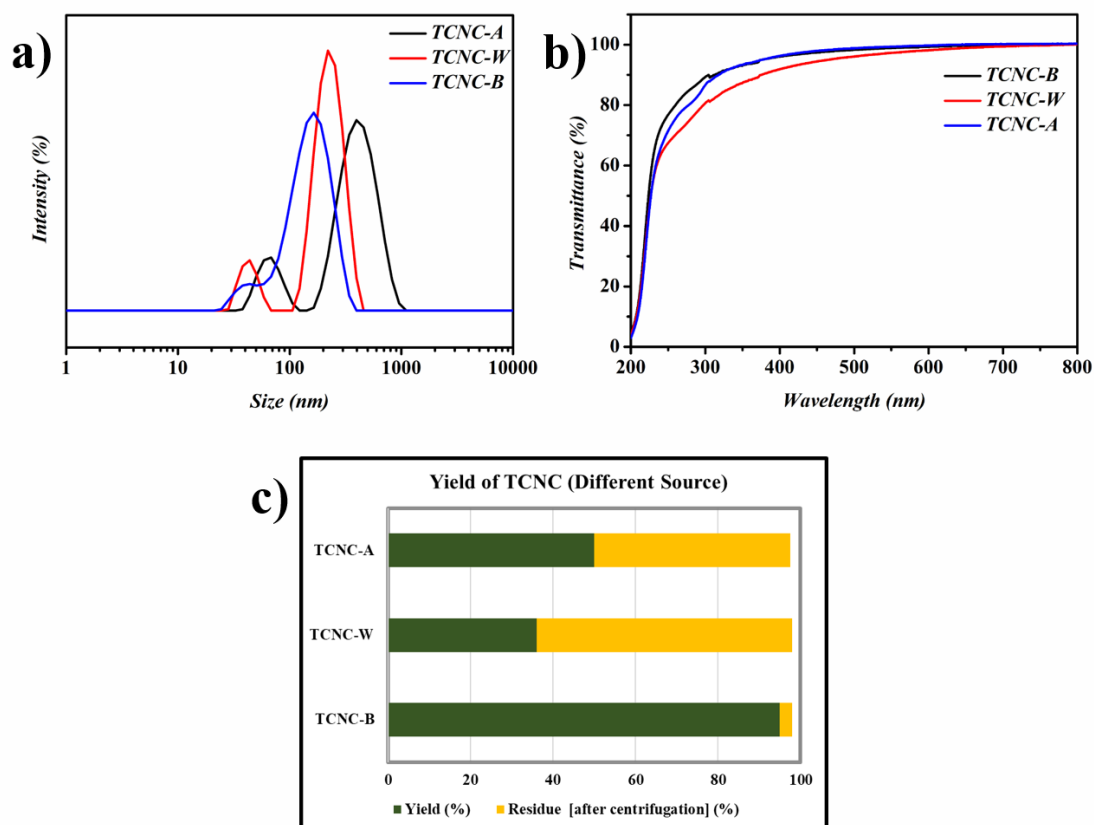 a)
TCNC-A
TCNC-W
TCNC-B
Intensity (%)
1 10 100 1000 10000
Size (nm)
b)
100
80
60
40
20
0
TCNC-B
TCNC-W
TCNC-A
Transmittance (%)
200 300 400 500 600 700 800
Wavelength (nm)
c)
Yield of TCNC (Different Source)
TCNC-A
TCNC-W
TCNC-B
0 20 40 60 80 100
Yield (%) Residue [after centrifugation] (%)